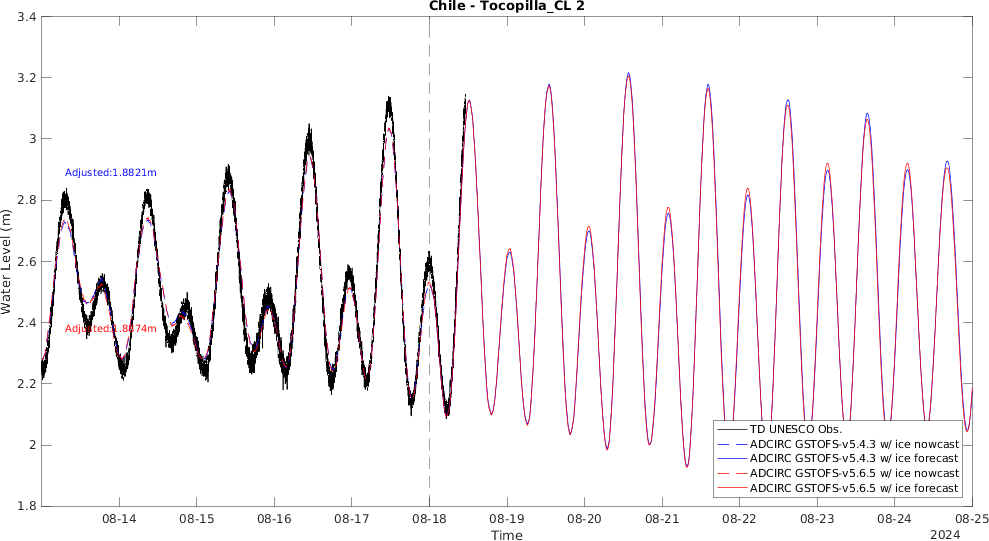 Chile - Tocopilla_CL 2
Water Level (m)
3.4
3.2
3
2.8
2.6
2.4
2.2
2
1.8
Adjusted:1.8821m
TD UNESCO Obs.
ADCIRC GSTOFS-v5.4.3 w/ ice nowcast
ADCIRC GSTOFS-v5.4.3 w/ ice forecast
ADCIRC GSTOFS-v5.6.5 w/ ice nowcast
ADCIRC GSTOFS-v5.6.5 w/ ice forecast
08-14 08-15 08-16 08-17 08-18 08-19 08-20 08-21 08-22 08-23 08-24 08-25
Time
2024